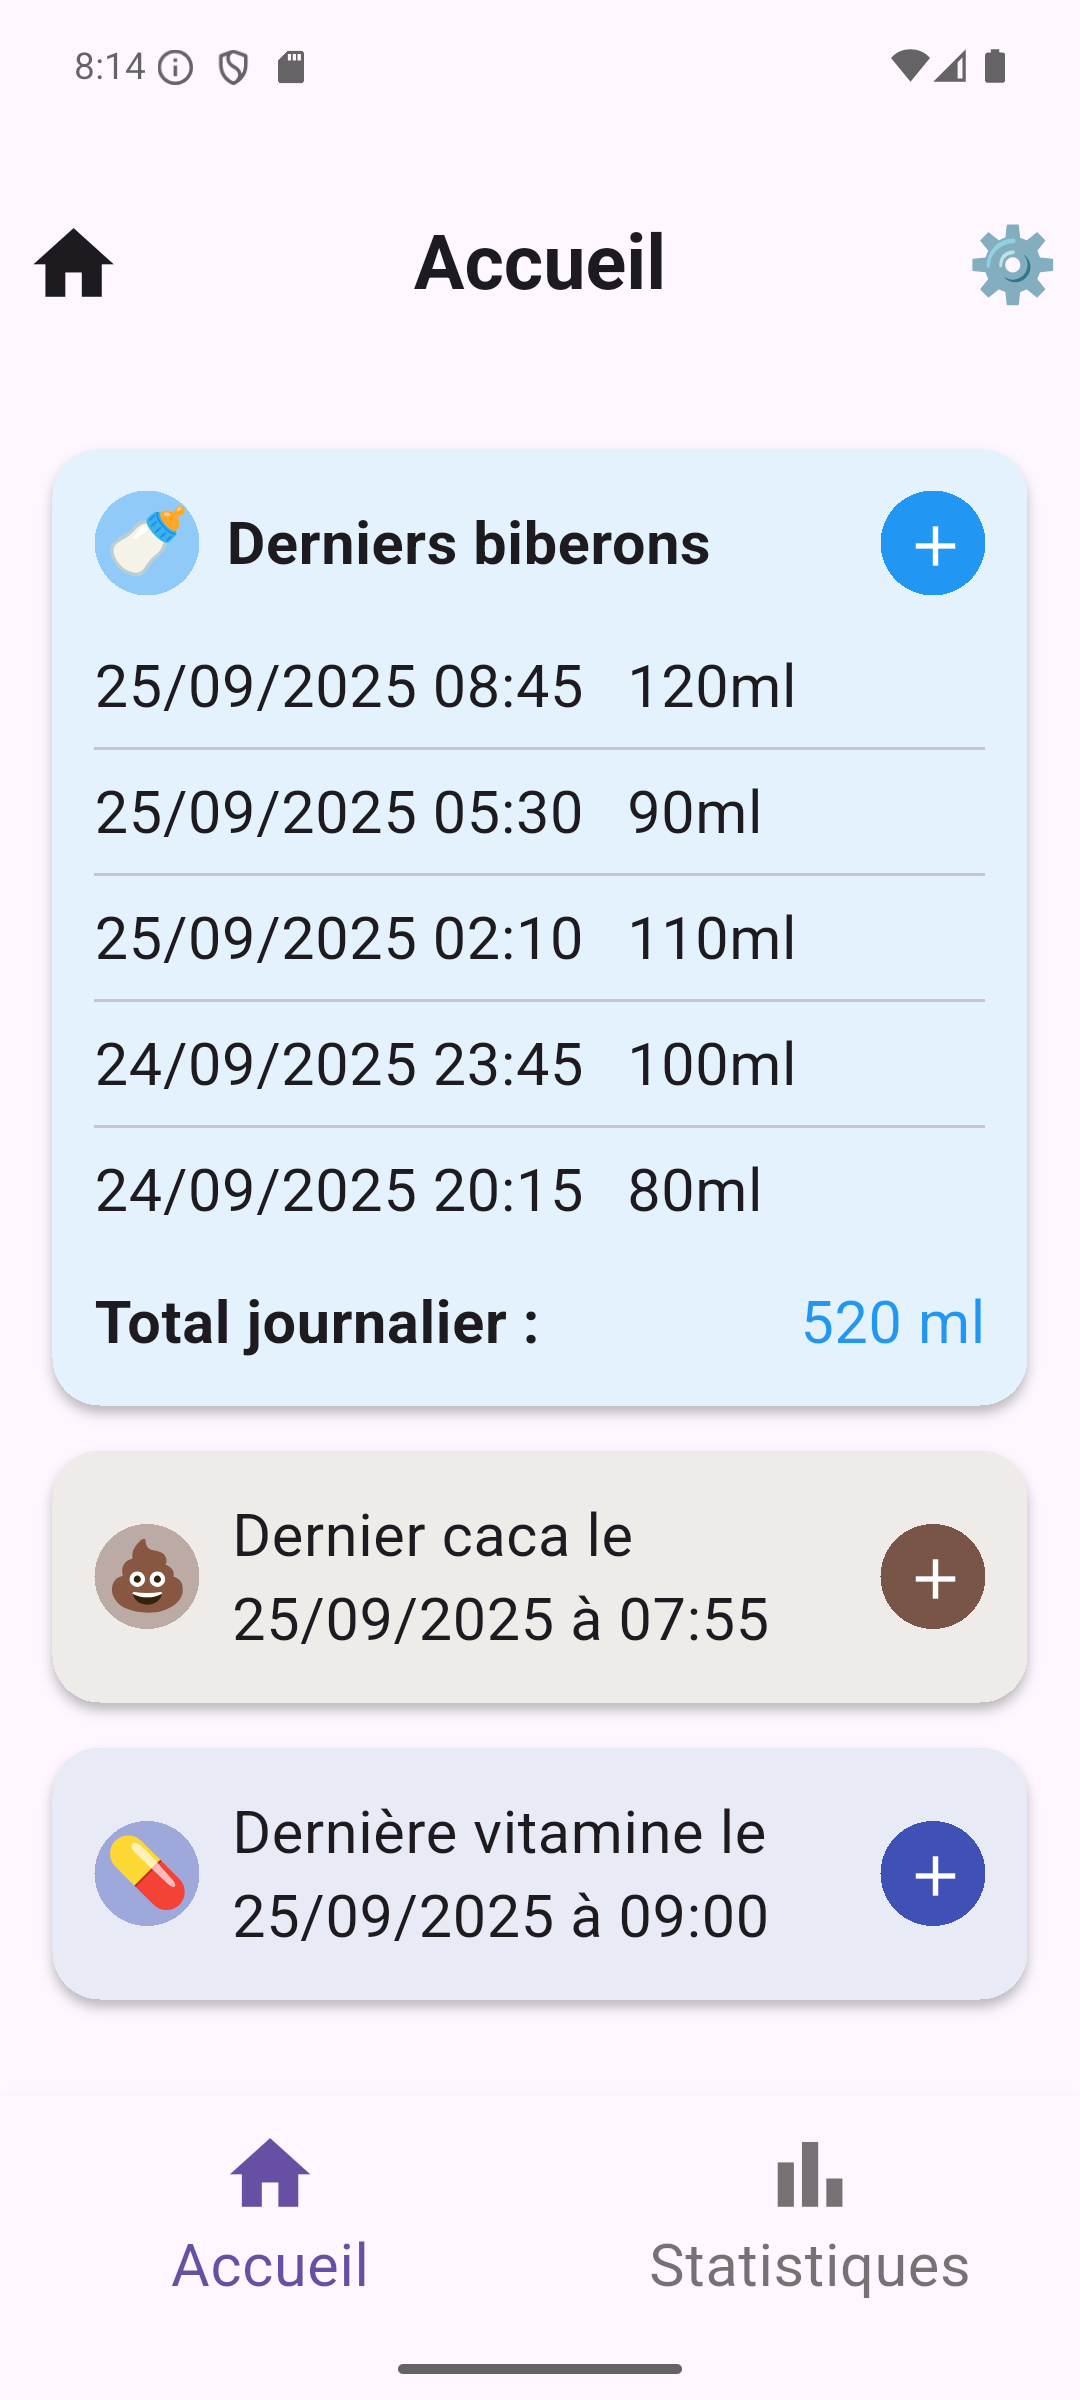 8:14
Accueil
Derniers biberons
25/09/2025 08:45 120ml
25/09/2025 05:30 90ml
25/09/2025 02:10 110ml
24/09/2025 23:45 100ml
24/09/2025 20:15 80ml
Total journalier : 520 ml
Dernier caca le
25/09/2025 à 07:55
Dernière vitamine le
25/09/2025 à 09:00
Accueil Statistiques